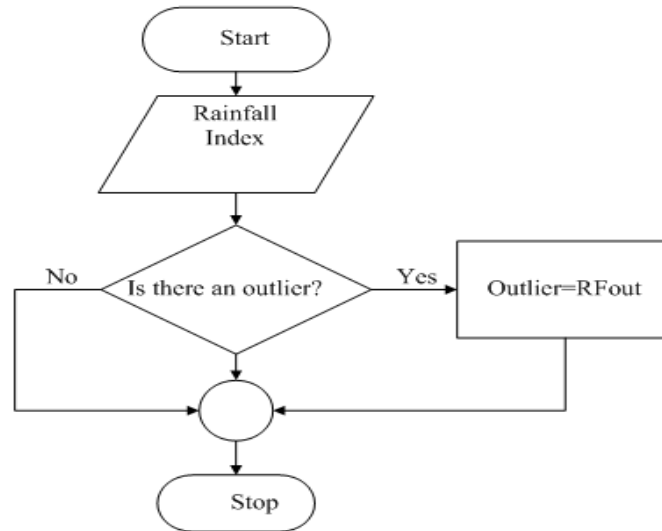 Start
Rainfall
Index
Is there an outlier?
No
Yes
Outlier=RFout
Stop